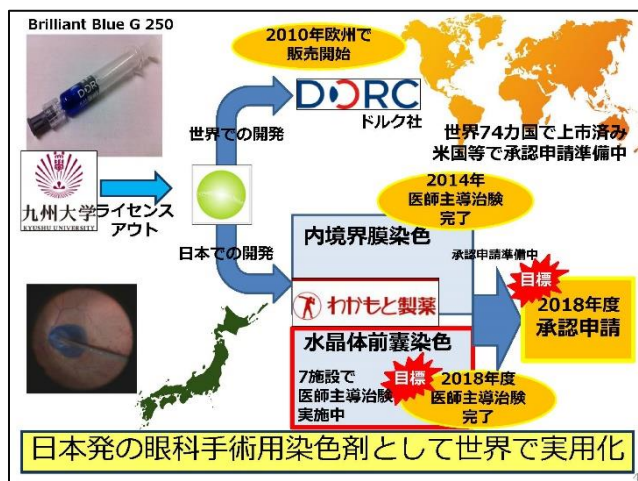 Brilliant Blue G 250
DORC
2010年欧州で
販売開始
DORC
ドルク社
世界での開発
世界74カ国で上市済み
米国等で承認申請準備中
九州大学
KYUSHU UNIVERSITY
ライセンス
アウト
日本での開発
2014年
医師主導治験
完了
内境界膜染色
承認申請準備中
わかもと製薬
目標
2018年度
承認申請
水晶体前嚢染色
7施設で
医師主導治験
実施中
目標
2018年度
医師主導治験
完了
日本発の眼科手術用染色剤として世界で実用化